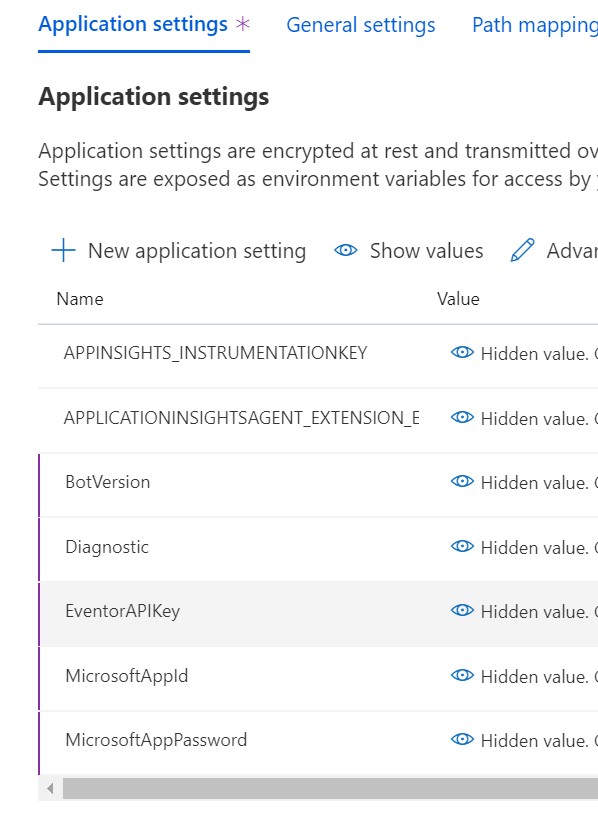 Application settings * General settings Path mapping
Application settings
Application settings are encrypted at rest and transmitted ov
Settings are exposed as environment variables for access by
New application setting Show values Advan
Name Value
APPINSIGHTS_INSTRUMENTATIONKEY Hidden value.
APPLICATIONINSIGHTSAGENT_EXTENSION_E Hidden value.
BotVersion Hidden value.
Diagnostic Hidden value.
EventorAPIKey Hidden value.
MicrosoftAppId Hidden value.
MicrosoftAppPassword Hidden value.